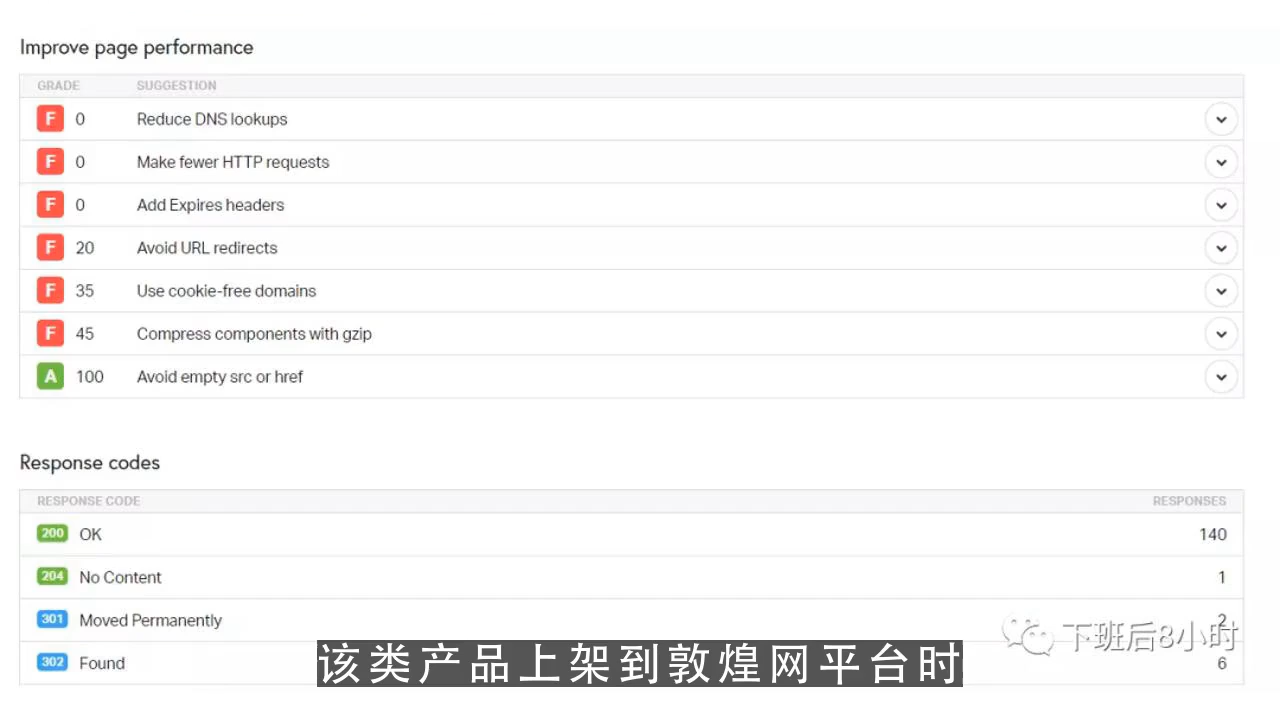 Improve page performance
GRADE SUGGESTION
F 0 Reduce DNS lookups
F 0 Make fewer HTTP requests
F 0 Add Expires headers
F 20 Avoid URL redirects
F 35 Use cookie-free domains
F 45 Compress components with gzip
A 100 Avoid empty src or href
Response codes
RESPONSE CODE RESPONSES
200 OK 140
204 No Content 1
301 Moved Permanently 2
下班后8小时
302 Found 6
该类产品上架到敦煌网平台时